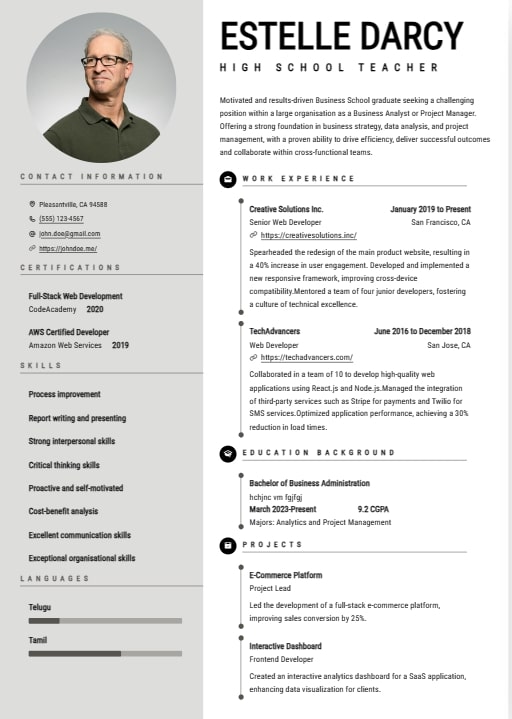 ESTELLE DARCY
HIGH SCHOOL TEACHER
Motivated and results-driven Business School graduate seeking a challenging
position within a large organisation as a Business Analyst or Project Manager.
Offering a strong foundation in business strategy, data analysis, and project
management, with a proven ability to drive efficiency, deliver successful outcomes
and collaborate within cross-functional teams.
CONTACT INFORMATION
Pleasantville, CA 94588
(555) 123-4567
john.doe@gmail.com
https://johndoe.me/
CERTIFICATIONS
Full-Stack Web Development
CodeAcademy 2020
AWS Certified Developer
Amazon Web Services 2019
SKILLS
Process improvement
Report writing and presenting
Strong interpersonal skills
Critical thinking skills
Proactive and self-motivated
Cost-benefit analysis
Excellent communication skills
Exceptional organisational skills
LANGUAGES
Telugu
Tamil
WORK EXPERIENCE
Creative Solutions Inc. January 2019 to Present
Senior Web Developer San Francisco, CA
https://creativesolutions.inc/
Spearheaded the redesign of the main product website, resulting in
a 40% increase in user engagement. Developed and implemented a
new responsive framework, improving cross-device
compatibility.Mentored a team of four junior developers, fostering
a culture of technical excellence.
TechAdvancers June 2016 to December 2018
Web Developer San Jose, CA
https://techadvancers.com/
Collaborated in a team of 10 to develop high-quality web
applications using React.js and Node.js.Managed the integration
of third-party services such as Stripe for payments and Twilio for
SMS services.Optimized application performance, achieving a 30%
reduction in load times.
EDUCATION BACKGROUND
Bachelor of Business Administration
hchjnc vm fgjfgj
March 2023-Present 9.2 CGPA
Majors: Analytics and Project Management
PROJECTS
E-Commerce Platform
Project Lead
Led the development of a full-stack e-commerce platform,
improving sales conversion by 25%.
Interactive Dashboard
Frontend Developer
Created an interactive analytics dashboard for a SaaS application,
enhancing data visualization for clients.